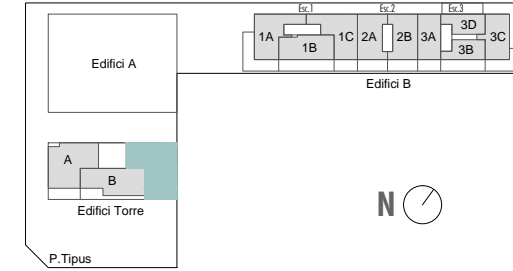 Esc.1 Esc.2 Esc.3
1A 1B 1C 2A 2B 3A 3D 3B 3C
Edifici A
Edifici B
A
B
N
Edifici Torre
P.Tipus